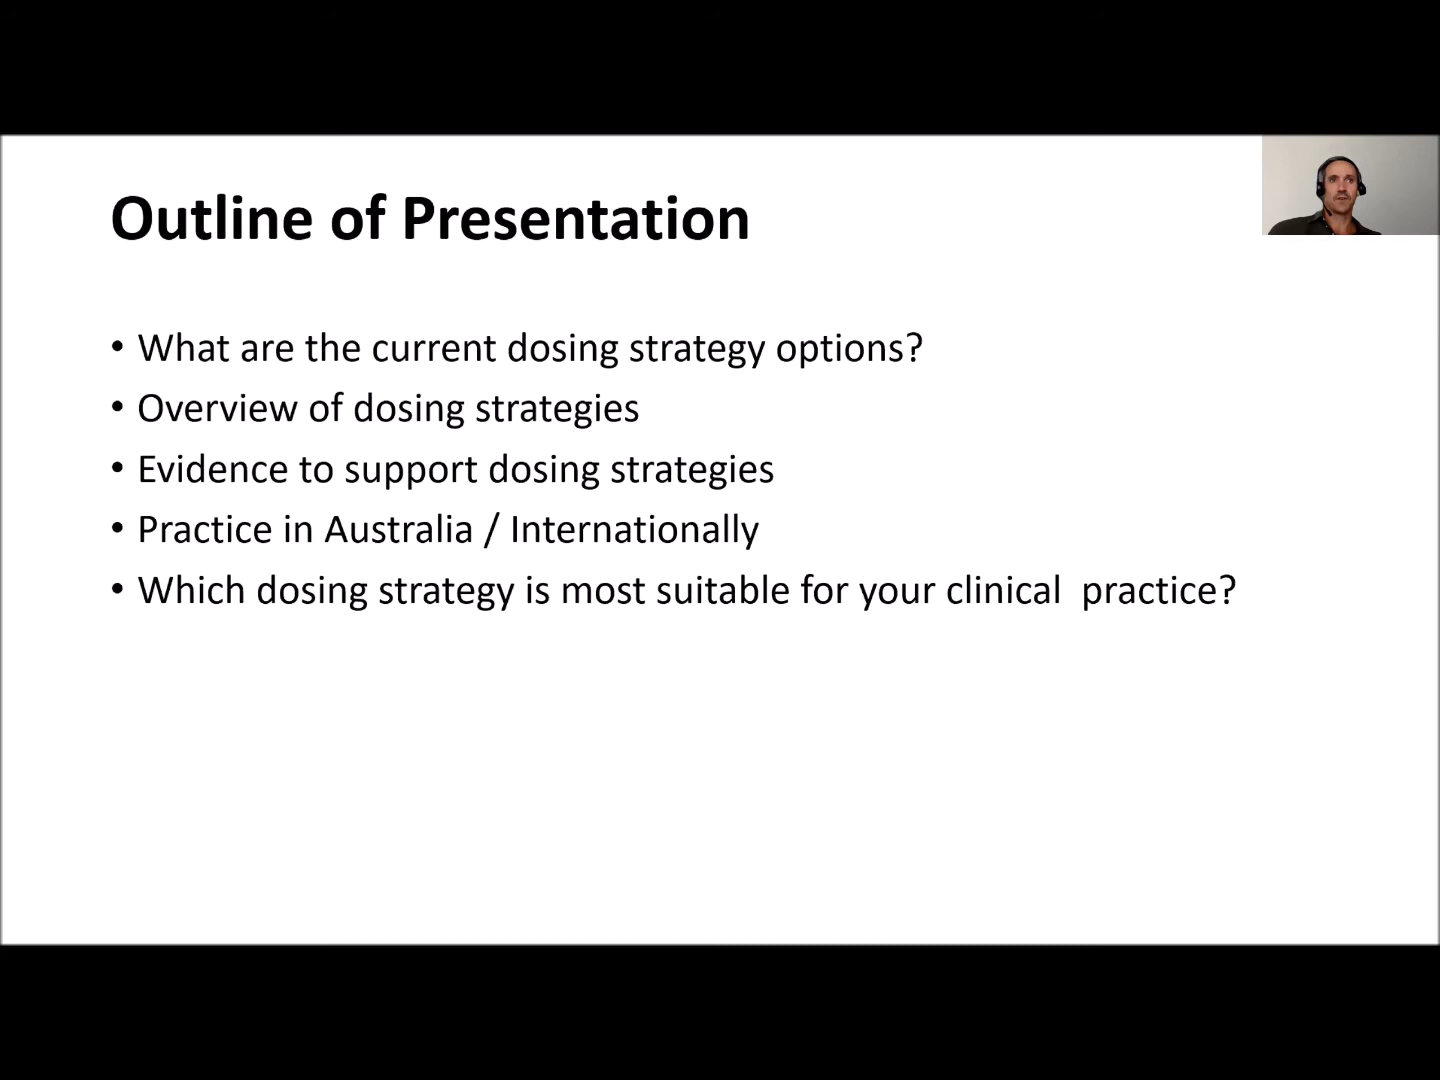 Outline of Presentation
• What are the current dosing strategy options?
• Overview of dosing strategies
• Evidence to support dosing strategies
• Practice in Australia / Internationally
• Which dosing strategy is most suitable for your clinical  practice?